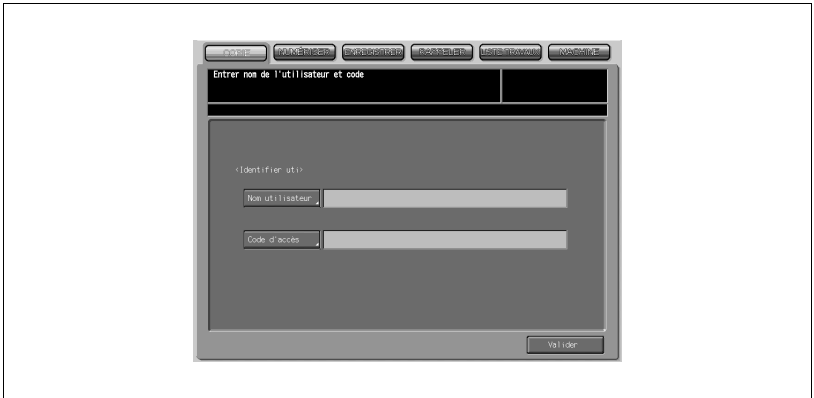 COPIE NUMÉRISER ENREGISTRER RAPPELER LISTE TRAVAUX MACHINE
Entrer nom de l'utilisateur et code
<Identifier uti>
Nom utilisateur
Code d'accès
Valider